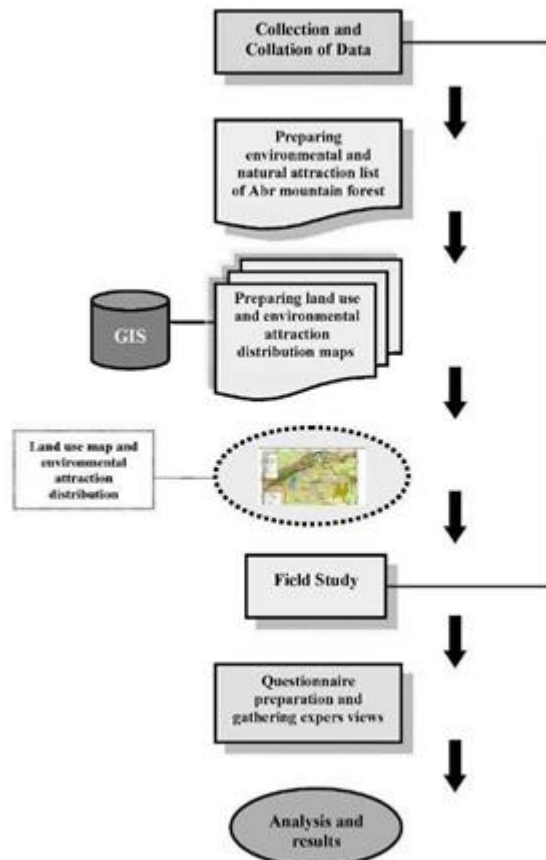 Collection and
Collation of Data
Preparing
environmental and
natural attraction list
of Abr mountain forest
Preparing land use
and environmental
attraction
distribution maps
GIS
Land use map and
environmental
attraction
distribution
Field Study
Questionnaire
preparation and
gathering expers views
Analysis and
results